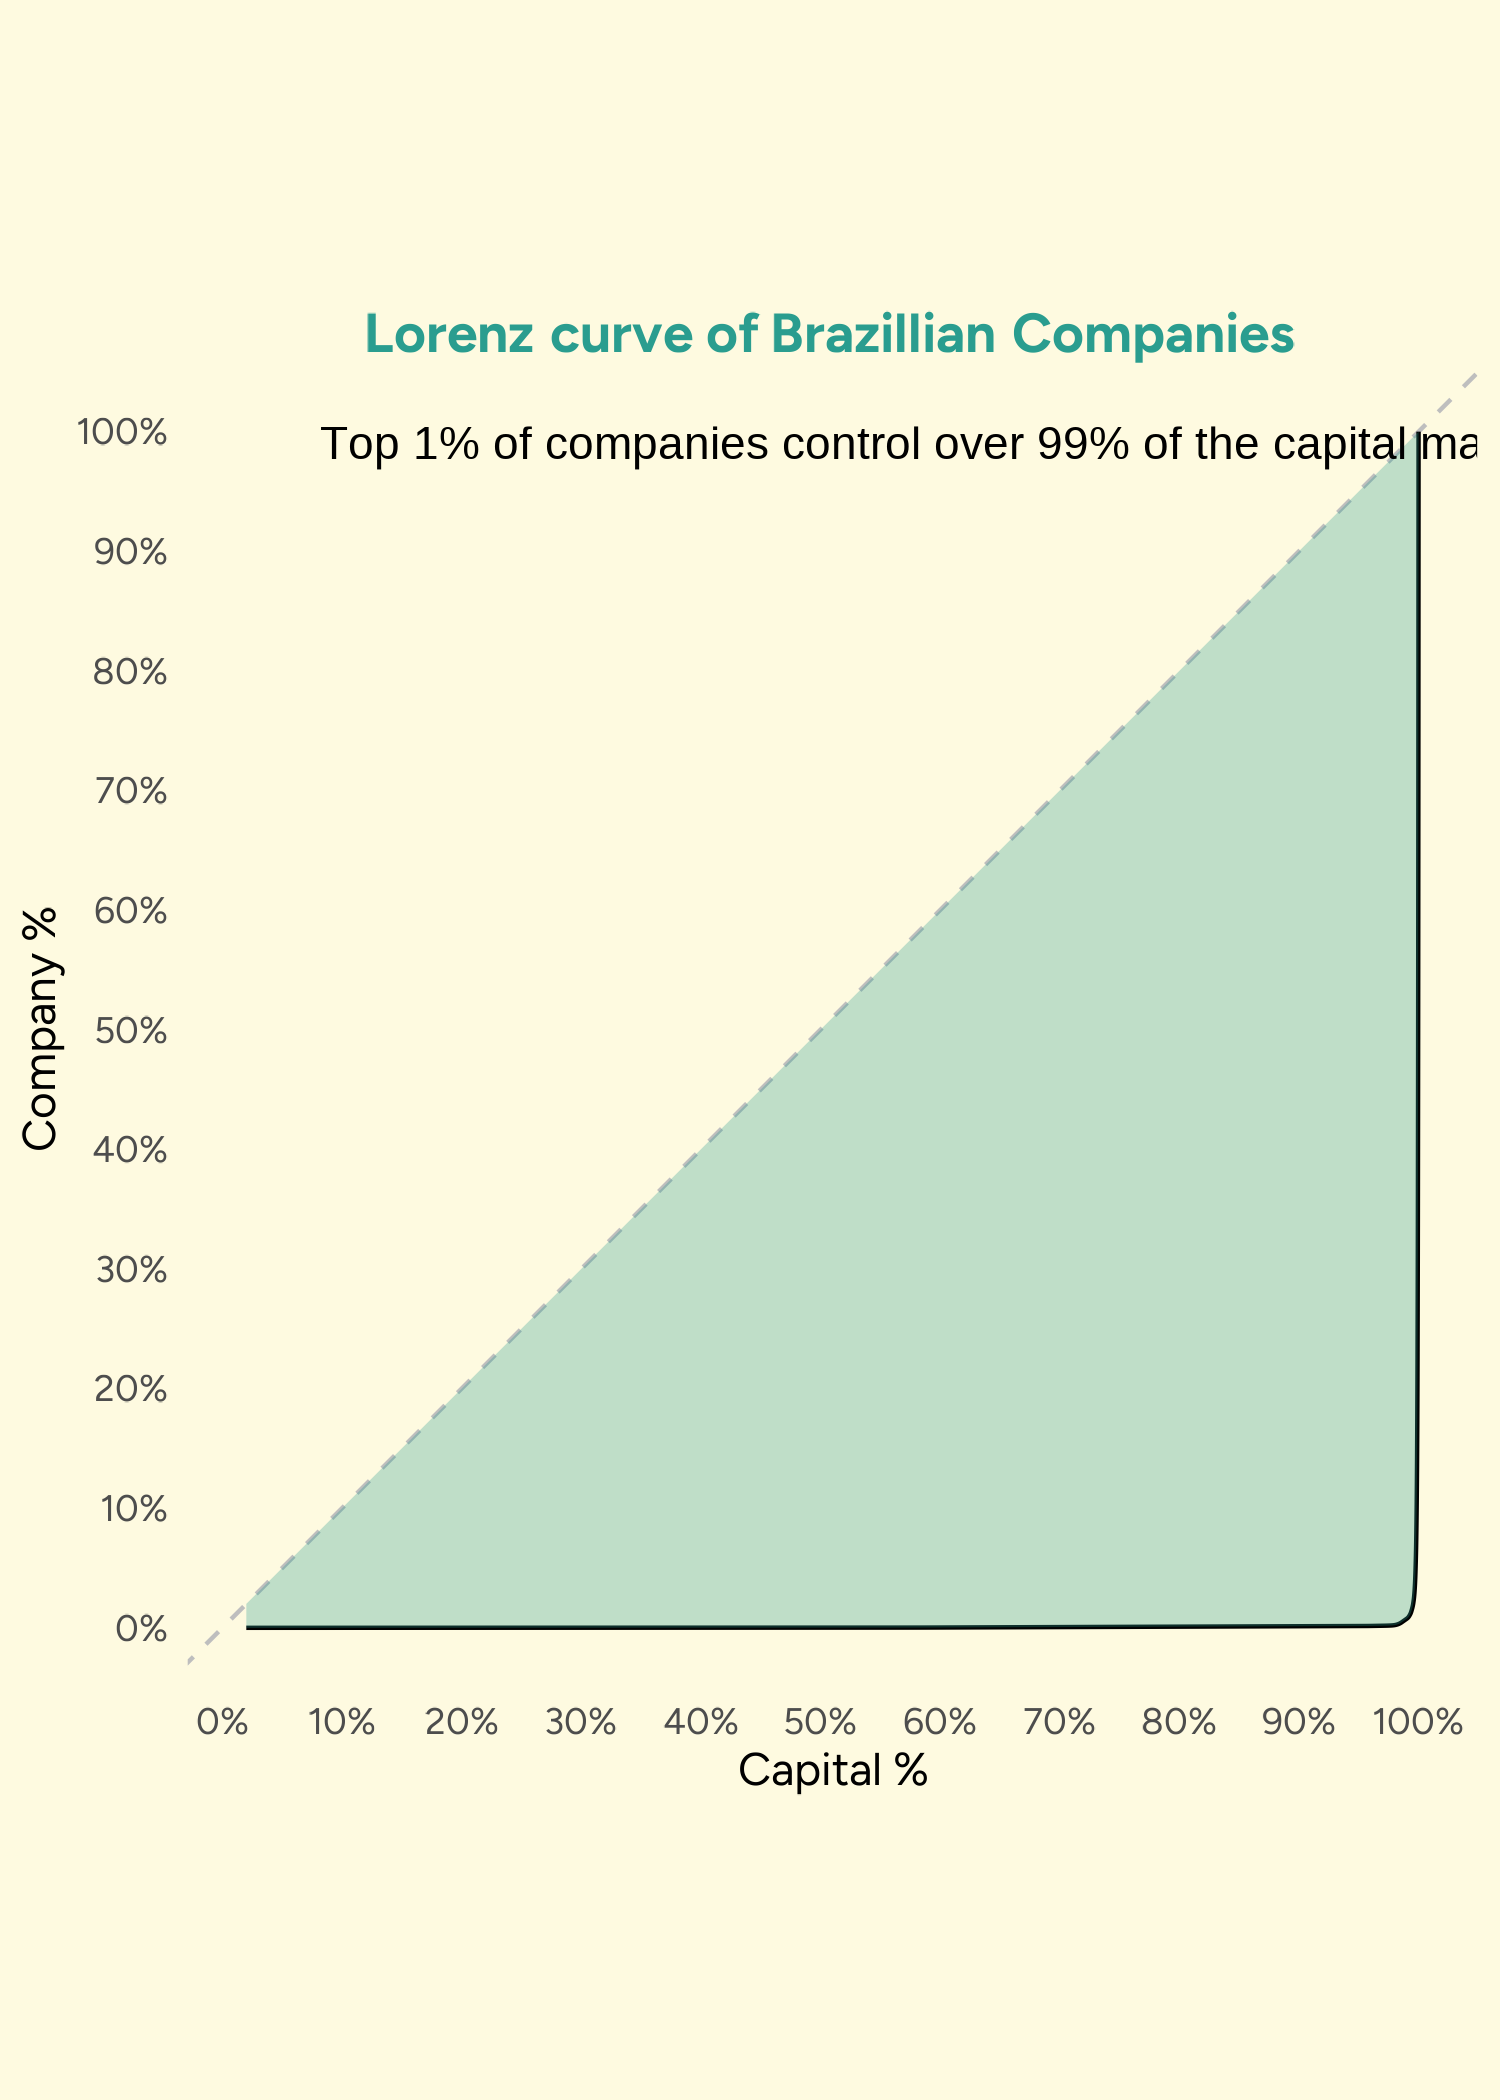 Lorenz curve of Brazillian Companies
Top 1% of companies control over 99% of the capital ma
100%
90%
80%
70%
60%
50%
40%
30%
20%
10%
0%
Company %
0% 10% 20% 30% 40% 50% 60% 70% 80% 90% 100%
Capital %